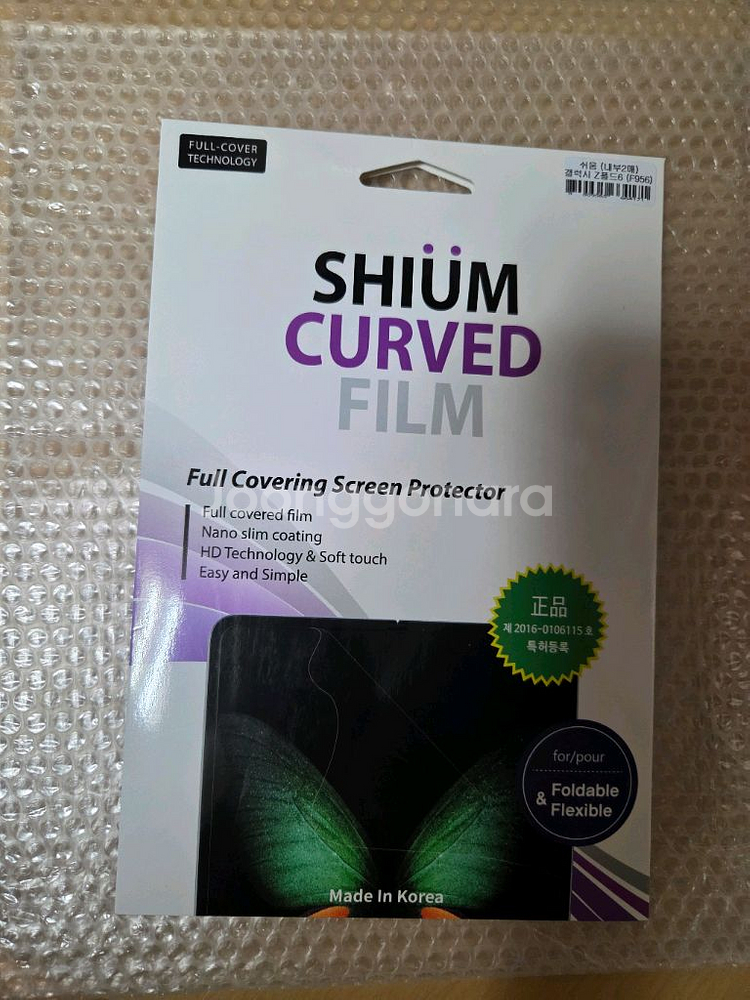 FULL-COVER
TECHNOLOGY
쉬움 (내부2매)
갤럭시 Z폴드6 (F956)
SHIÜM
CURVED
FILM
Full Covering Screen Protector
Joonggonara
Full covered film
Nano slim coating
HD Technology & Soft touch
Easy and Simple
正品
제 2016-0106115 호
특허등록
for/pour
& Foldable
Flexible
Made In Korea